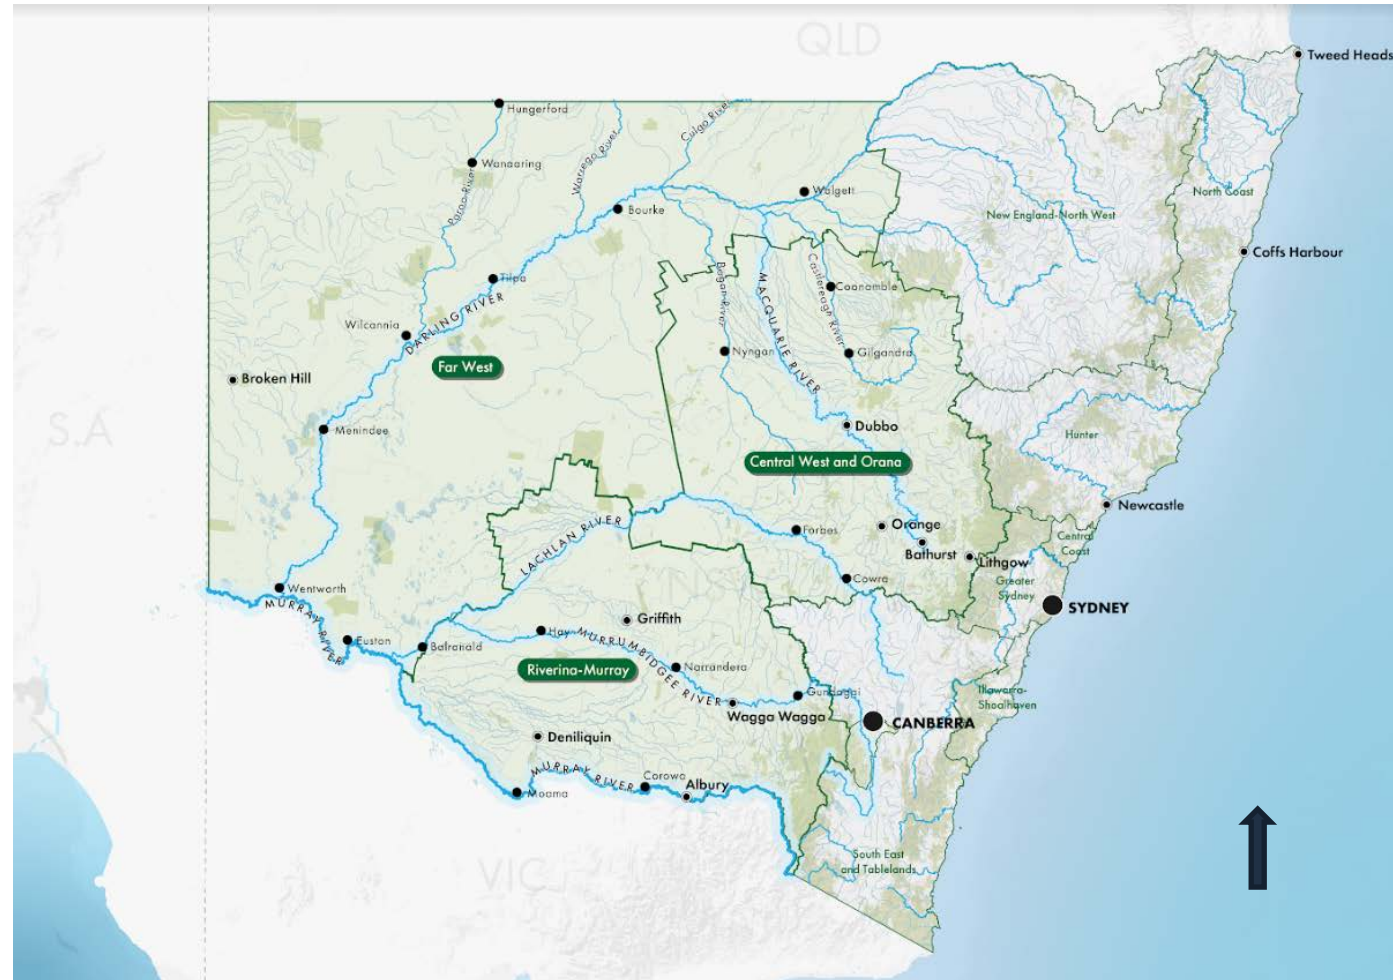 QLD
Tweed Heads
Hungerford
Culgo River
Warrego River
Wanaaring
Paroo River
Walgett
North Coast
Bourke
New England-North West
Coffs Harbour
Bogan River
MACQUARIE RIVER
Castlereagh River
Tilpa
Coonamble
Wilcannia
DARLING RIVER
Nyngan
Gilgandra
Far West
Broken Hill
S.A
Menindee
Dubbo
Hunter
Central West and Orana
Newcastle
LACHLAN RIVER
Forbes
Orange
Bathurst
Central
Coast
Lithgow
NS
Cowra
Greater
Sydney
Wentworth
SYDNEY
MURRAY RIVER
Griffith
Euston
Balranald
Hay
MURRUMBIDGEE RIVER
Narrandera
Riverina-Murray
Gundagai
Illawarra-
Shoalhaven
Wagga Wagga
CANBERRA
Deniliquin
MURRAY RIVER
Corowa
Albury
Moama
South East
and Tablelands
VIC